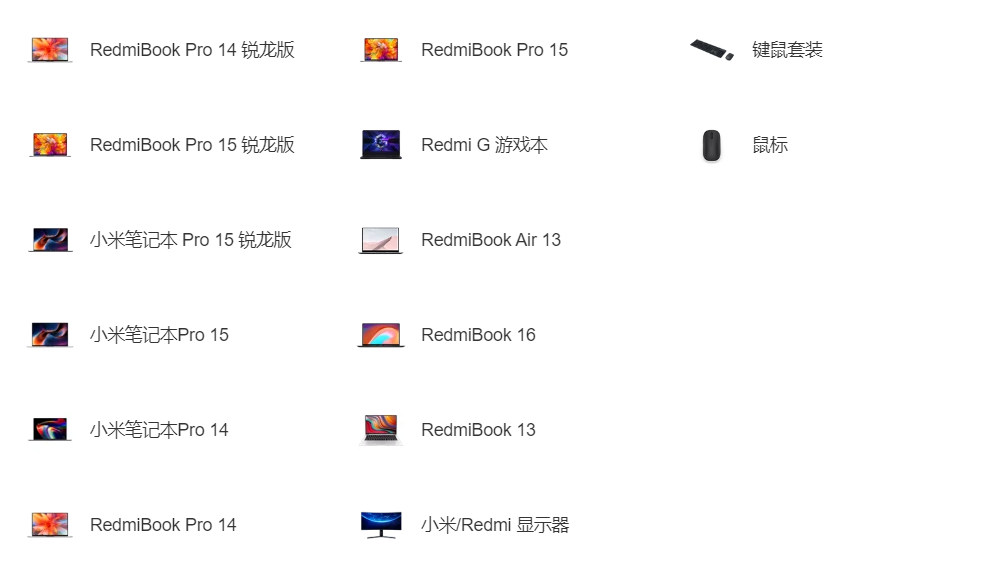 RedmiBook Pro 14 锐龙版
RedmiBook Pro 15 锐龙版
小米笔记本 Pro 15 锐龙版
小米笔记本Pro 15
小米笔记本Pro 14
RedmiBook Pro 14
RedmiBook Pro 15
Redmi G 游戏本
RedmiBook Air 13
RedmiBook 16
RedmiBook 13
小米/Redmi 显示器
键鼠套装
鼠标